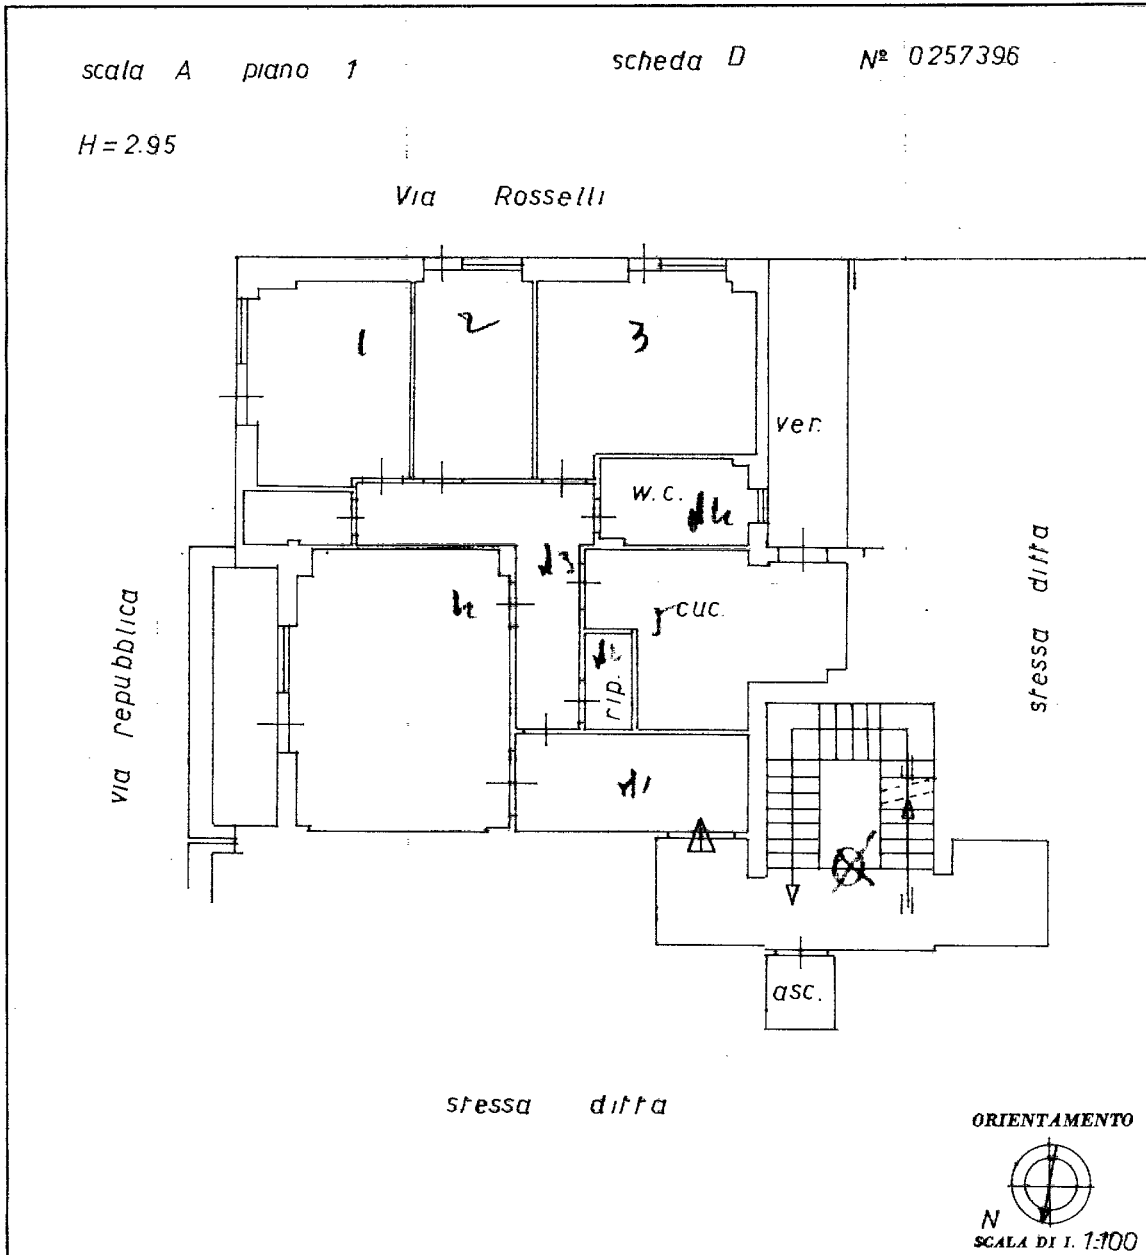 scala A piano 1
scheda D
Nº 0257396
H = 2.95
Via Rosselli
1
2
3
ver.
w.c.
cuc.
rip.
via repubblica
stessa ditta
asc.
stessa ditta
ORIENTAMENTO
N
SCALA DI 1. 1:100